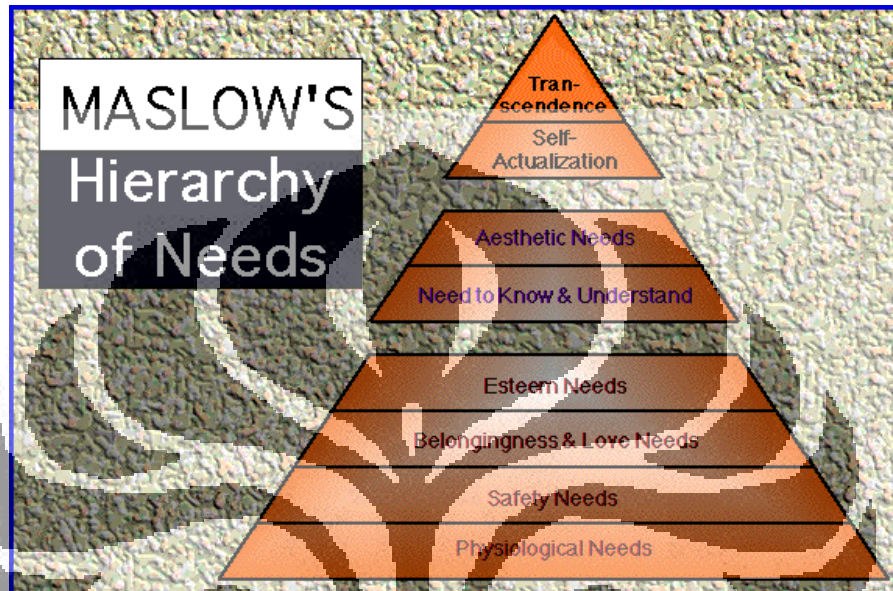 MASLOW'S
Hierarchy
of Needs
Tran-
scendence
Self-
Actualization
Aesthetic Needs
Need to Know & Understand
Esteem Needs
Belongingness & Love Needs
Safety Needs
Physiological Needs